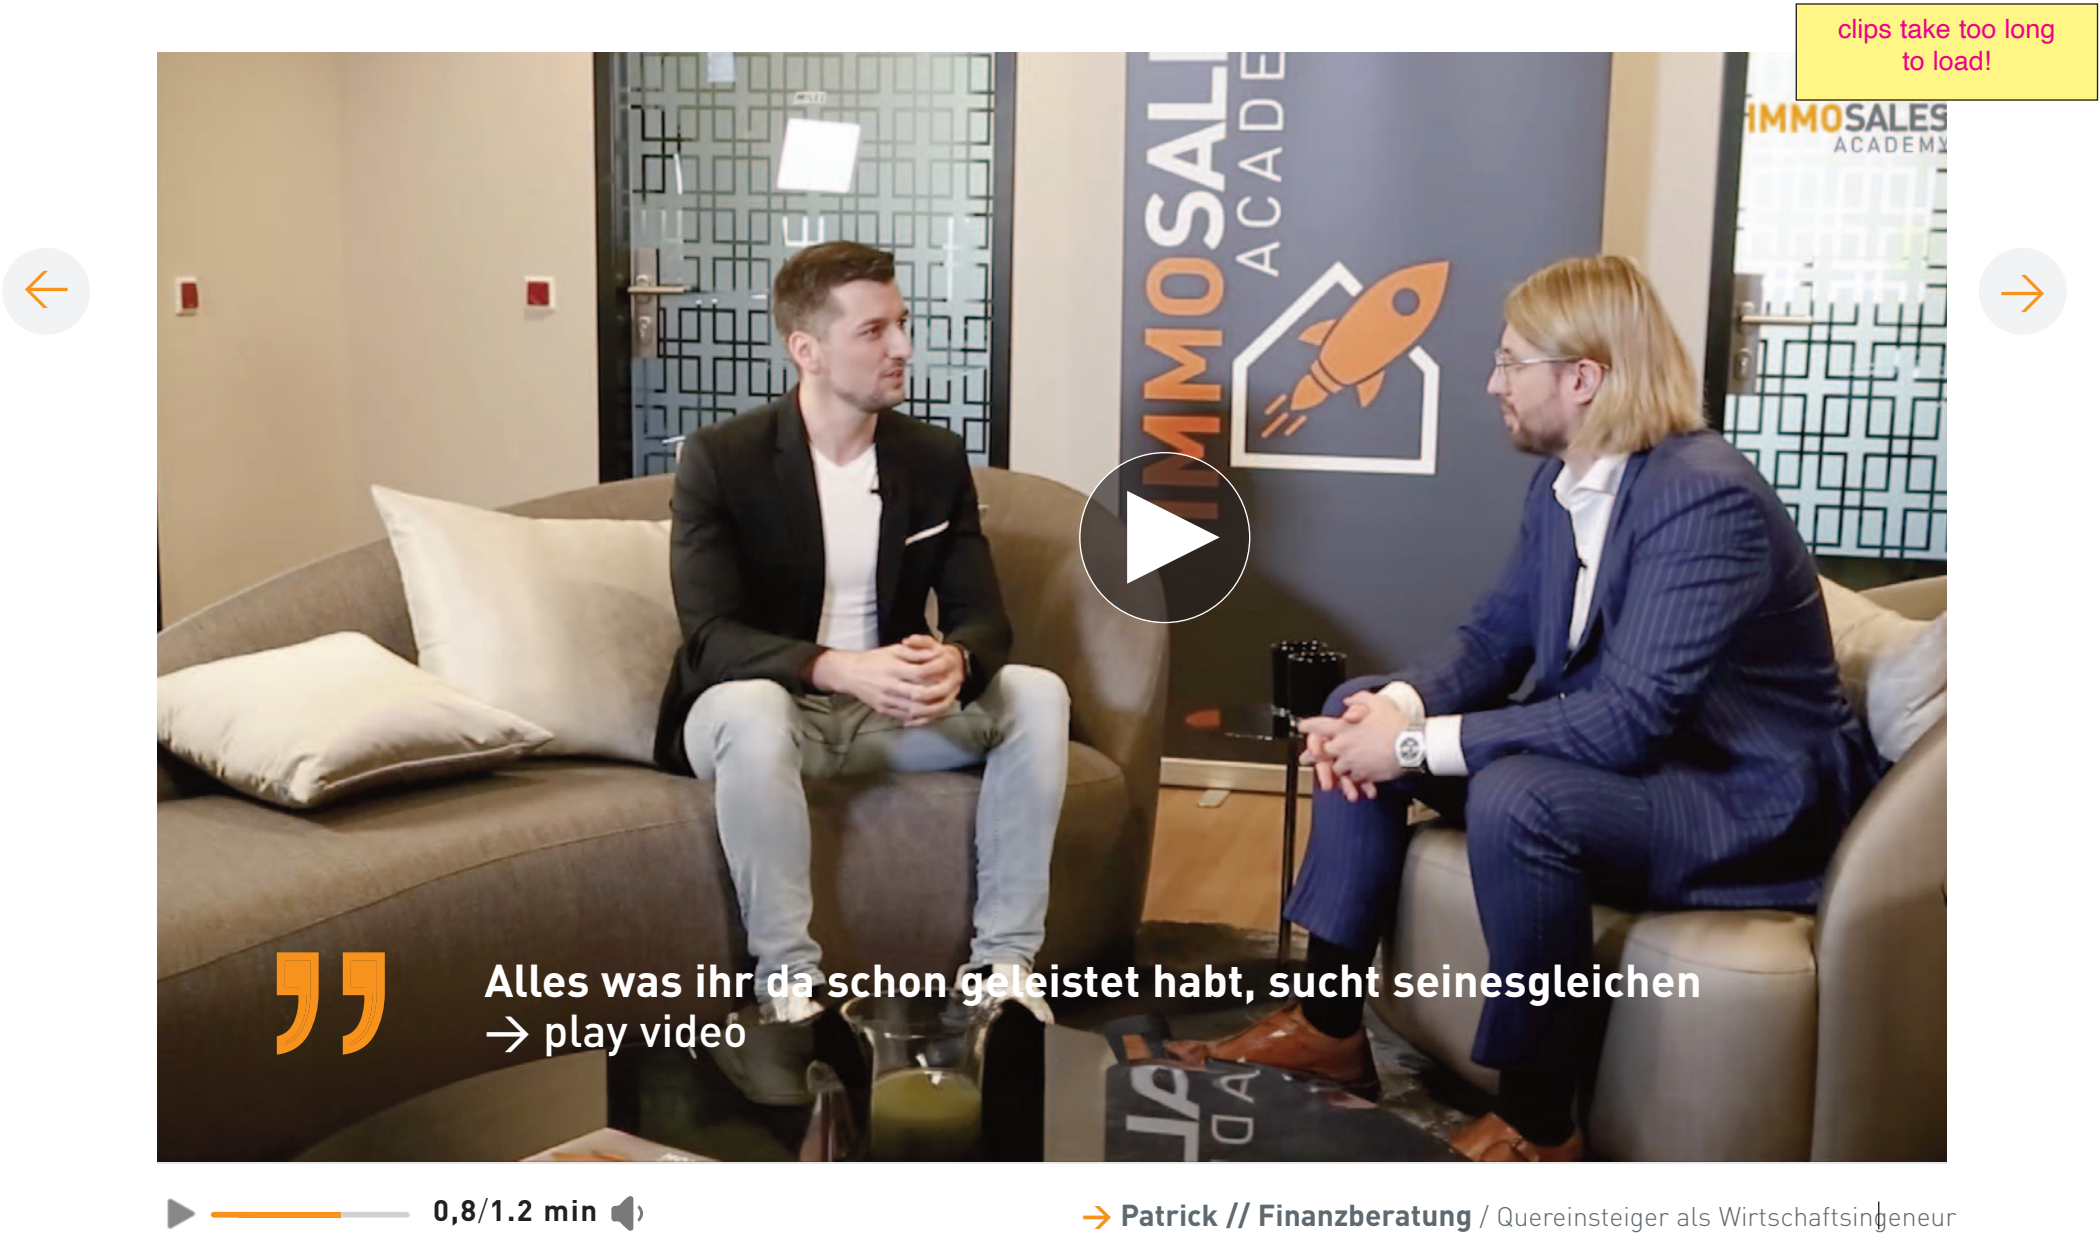 clips take too long
to load!
IMMOSALES
ACADEMY
IMMOSAL
ACADE
Alles was ihr da schon geleistet habt, sucht seinesgleichen
→ play video
0,8/1.2 min
→ Patrick // Finanzberatung / Quereinsteiger als Wirtschaftsingeneur